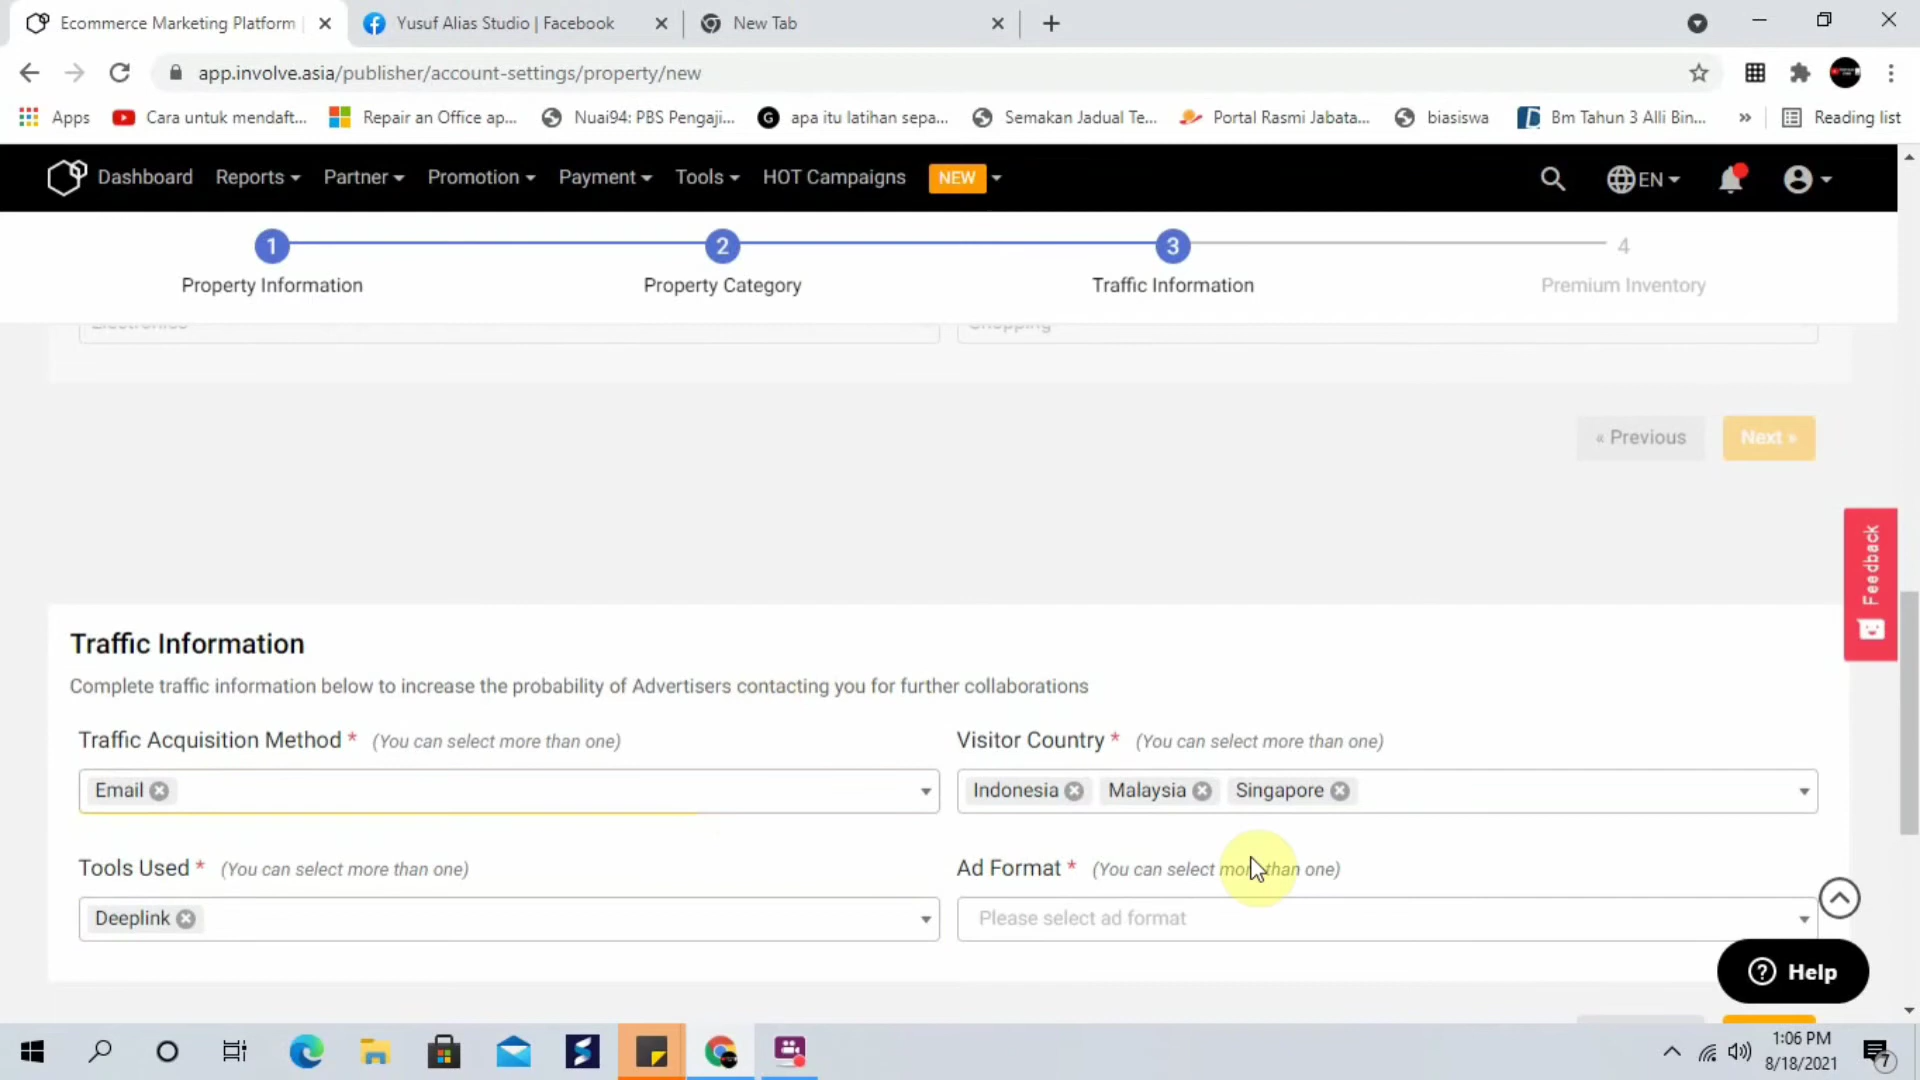 Ecommerce Marketing Platform
Yusuf Alias Studio | Facebook
New Tab
app.involve.asia/publisher/account-settings/property/new
Apps
Cara untuk mendaft...
Repair an Office ap...
Nuai94: PBS Pengaji...
apa itu latihan sepa...
Semakan Jadual Te...
Portal Rasmi Jabata...
biasiswa
Bm Tahun 3 Alli Bin...
»
Reading list
Dashboard
Reports
Partner
Promotion
Payment
Tools
HOT Campaigns
NEW
EN
1
2
3
4
Property Information
Property Category
Traffic Information
Premium Inventory
Electronics
Shopping
« Previous
Next »
Feedback
Traffic Information
Complete traffic information below to increase the probability of Advertisers contacting you for further collaborations
Traffic Acquisition Method * (You can select more than one)
Visitor Country * (You can select more than one)
Email
Indonesia
Malaysia
Singapore
Tools Used * (You can select more than one)
Ad Format * (You can select more than one)
Deeplink
Please select ad format
Help
1:06 PM
8/18/2021
7